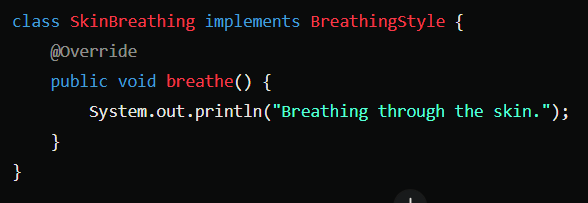 class SkinBreathing implements BreathingStyle {
    @Override
    public void breathe() {
        System.out.println("Breathing through the skin.");
    }
}